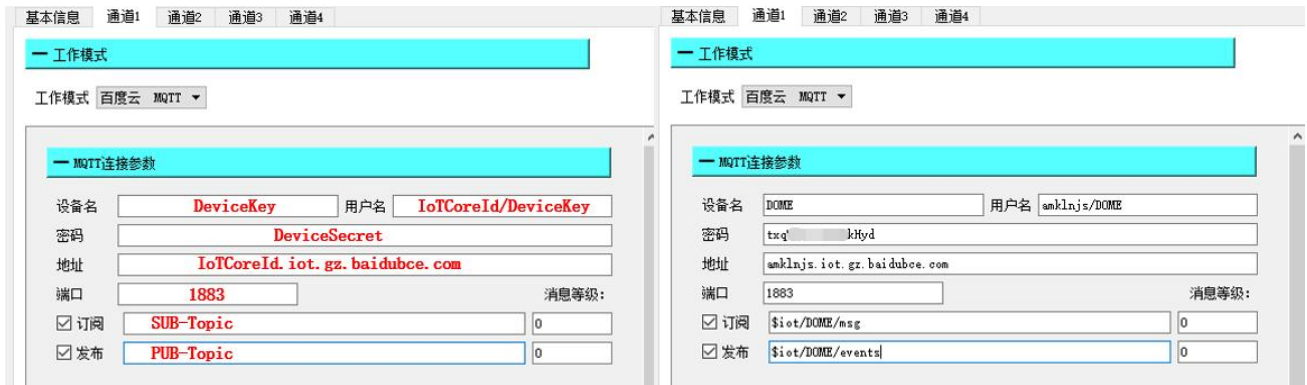 基本信息 通道1 通道2 通道3 通道4
一 工作模式
工作模式 百度云 MQTT
一 MQTT连接参数
设备名 DeviceKey 用户名 IoTCoreId/DeviceKey
密码 DeviceSecret
地址 IoTCoreId.iot.gz.baidubce.com
端口 1883 消息等级:
订阅 SUB-Topic 0
发布 PUB-Topic 0
基本信息 通道1 通道2 通道3 通道4
一 工作模式
工作模式 百度云 MQTT
一 MQTT连接参数
设备名 DOME 用户名 amklnjs/DOME
密码 txq kHyd
地址 amklnjs.iot.gz.baidubce.com
端口 1883 消息等级:
订阅 $iot/DOME/msg 0
发布 $iot/DOME/events 0